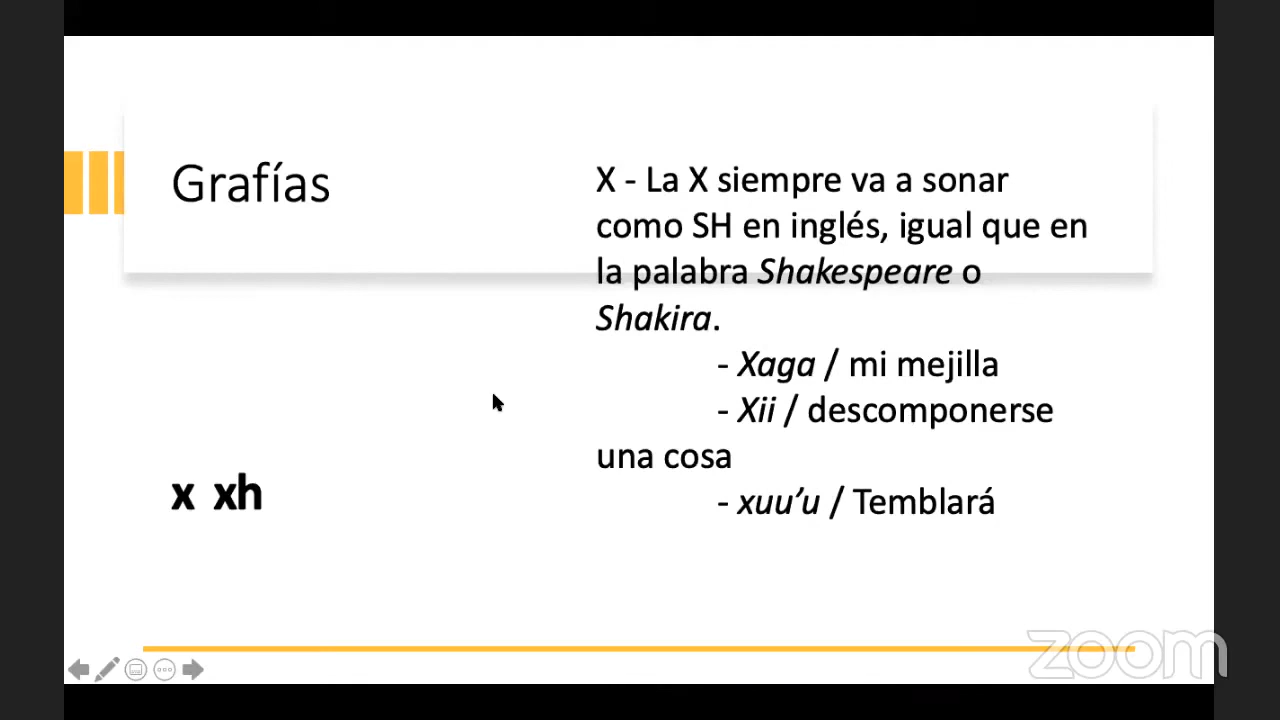 Grafías
X - La X siempre va a sonar
como SH en inglés, igual que en
la palabra Shakespeare o
Shakira.
- Xaga / mi mejilla
- Xii / descomponerse
una cosa
- xuu’u / Temblará
x xh
zoom